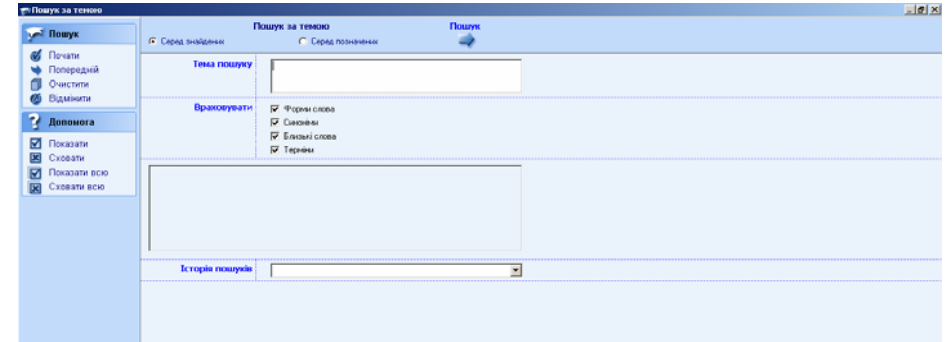 Пошук за темою
Пошук
Почати
Попередній
Очистити
Відмінити
Допомога
Показати
Сховати
Показати всю
Сховати всю
Пошук за темою
Пошук
Серед знайдених
Серед позначених
Тема пошуку
Враховувати
Форми слова
Синоніми
Близькі слова
Терміни
Історія пошуків